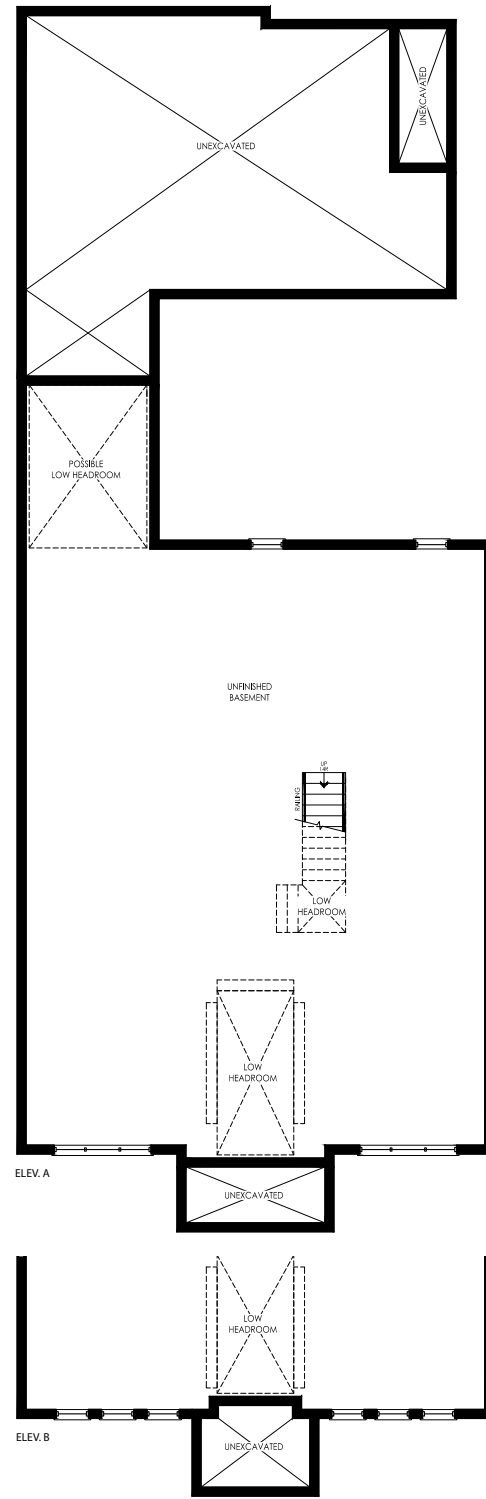 UNEXCAVATED
UNEXCAVATED
POSSIBLE
LOW HEADROOM
UNFINISHED
BASEMENT
UP
14R
RAILING
LOW
HEADROOM
LOW
HEADROOM
ELEV. A
UNEXCAVATED
LOW
HEADROOM
ELEV. B
UNEXCAVATED